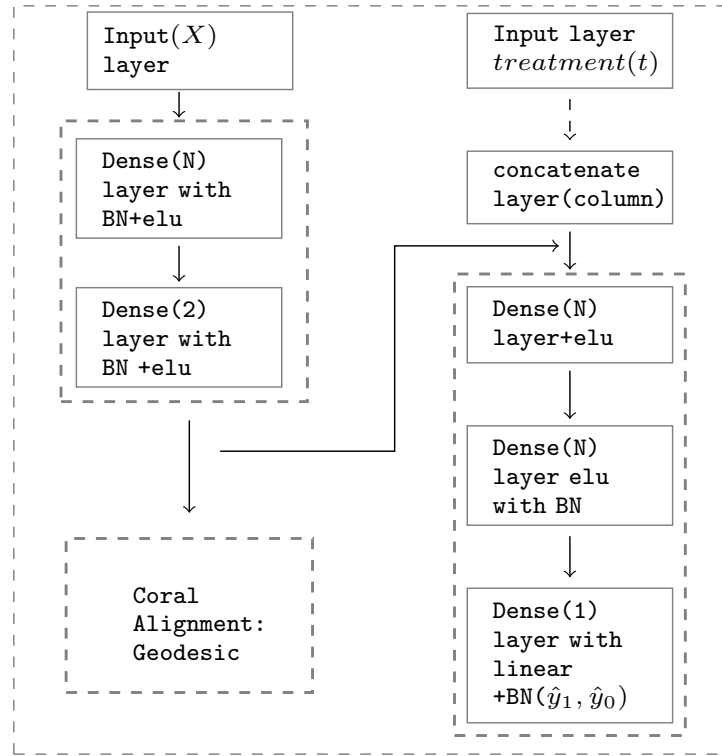 Input(X)
layer
Dense(N)
layer with
BN+elu
Dense(2)
layer with
BN +elu
Coral
Alignment:
Geodesic
Input layer
treatment(t)
concatenate
layer(column)
Dense(N)
layer+elu
Dense(N)
layer elu
with BN
Dense(1)
layer with
linear
+BN(ŷ₁, ŷ₀)